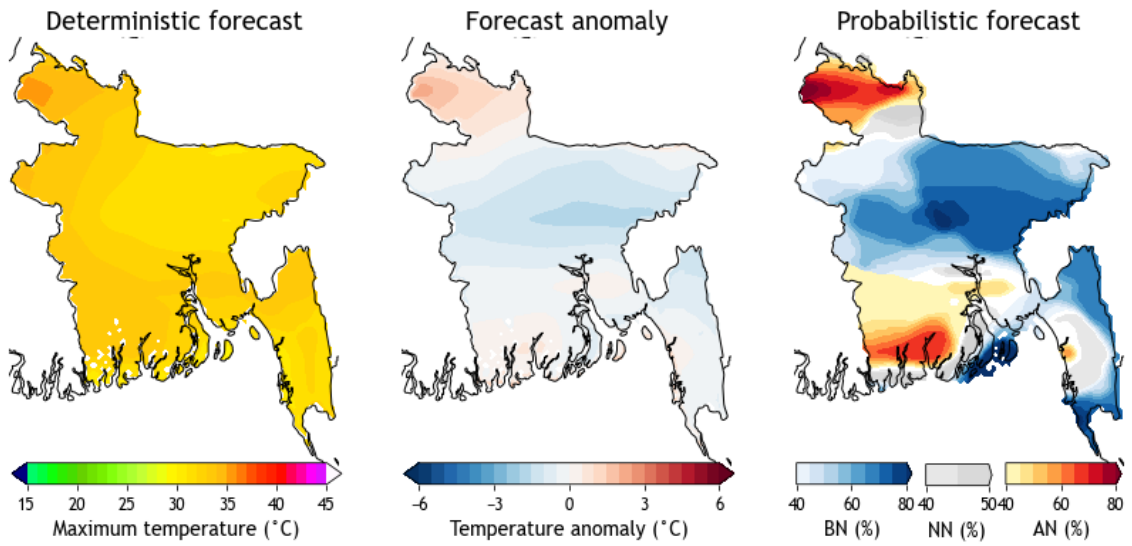 Deterministic forecast
Forecast anomaly
Probabilistic forecast
15 20 25 30 35 40 45
Maximum temperature (˚C)
−6 −3 0 3 6
Temperature anomaly (˚C)
40 60 80
BN (%)
40 50
NN (%)
40 60 80
AN (%)